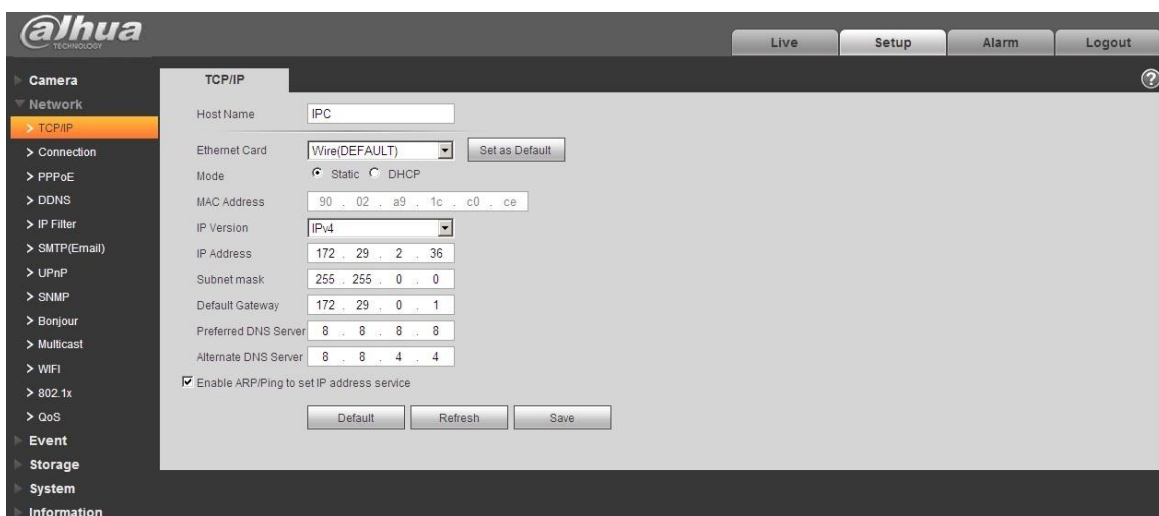 alhua
TECHNOLOGY
Live Setup Alarm Logout
Camera
Network
> TCP/IP
> Connection
> PPPoE
> DDNS
> IP Filter
> SMTP(Email)
> UPnP
> SNMP
> Bonjour
> Multicast
> WIFI
> 802.1x
> QoS
Event
Storage
System
Information
TCP/IP
?
Host Name IPC
Ethernet Card Wire(DEFAULT) Set as Default
Mode Static DHCP
MAC Address 90 . 02 . a9 . 1c . c0 . ce
IP Version IPv4
IP Address 172 . 29 . 2 . 36
Subnet mask 255 . 255 . 0 . 0
Default Gateway 172 . 29 . 0 . 1
Preferred DNS Server 8 . 8 . 8 . 8
Alternate DNS Server 8 . 8 . 4 . 4
Enable ARP/Ping to set IP address service
Default Refresh Save